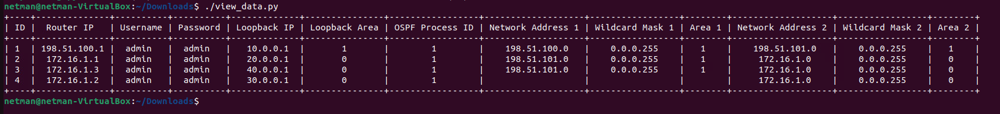 netman@netman-VirtualBox:~/Downloads$ ./view_data.py
+----+--------------+----------+----------+-------------+---------------+-----------------+-------------------+-----------------+--------+-------------------+-----------------+--------+
| ID |  Router IP   | Username | Password | Loopback IP | Loopback Area | OSPF Process ID | Network Address 1 | Wildcard Mask 1 | Area 1 | Network Address 2 | Wildcard Mask 2 | Area 2 |
+----+--------------+----------+----------+-------------+---------------+-----------------+-------------------+-----------------+--------+-------------------+-----------------+--------+
| 1  | 198.51.100.1 |  admin   |  admin   |  10.0.0.1   |       1       |        1        |   198.51.100.0    |    0.0.0.255    |   1    |   198.51.101.0    |    0.0.0.255    |   1    |
| 2  |  172.16.1.1  |  admin   |  admin   |  20.0.0.1   |       0       |        1        |   198.51.101.0    |    0.0.0.255    |   1    |    172.16.1.0     |    0.0.0.255    |   0    |
| 3  |  172.16.1.3  |  admin   |  admin   |  40.0.0.1   |       0       |        1        |   198.51.101.0    |    0.0.0.255    |   1    |    172.16.1.0     |    0.0.0.255    |   0    |
| 4  |  172.16.1.2  |  admin   |  admin   |  30.0.0.1   |       0       |        1        |                   |                 |        |    172.16.1.0     |    0.0.0.255    |   0    |
+----+--------------+----------+----------+-------------+---------------+-----------------+-------------------+-----------------+--------+-------------------+-----------------+--------+
netman@netman-VirtualBox:~/Downloads$